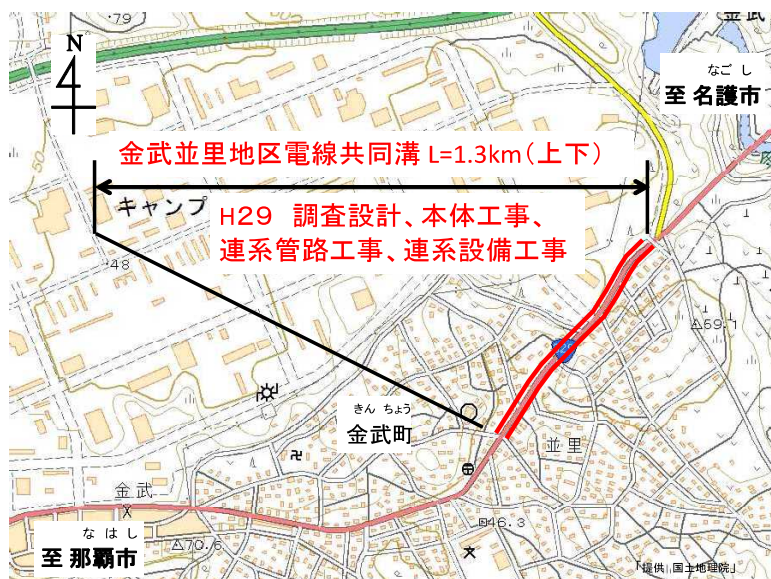 79
金武
N
50
なごし
至 名護市
金武並里地区電線共同溝 L=1.3km(上下)
キャンプ
H29 調査設計、本体工事、
連系管路工事、連系設備工事
48
69.1
きん ちょう
金武町
並里
金武
46.3
なはし
至 那覇市
70.6
「提供 国土地理院」